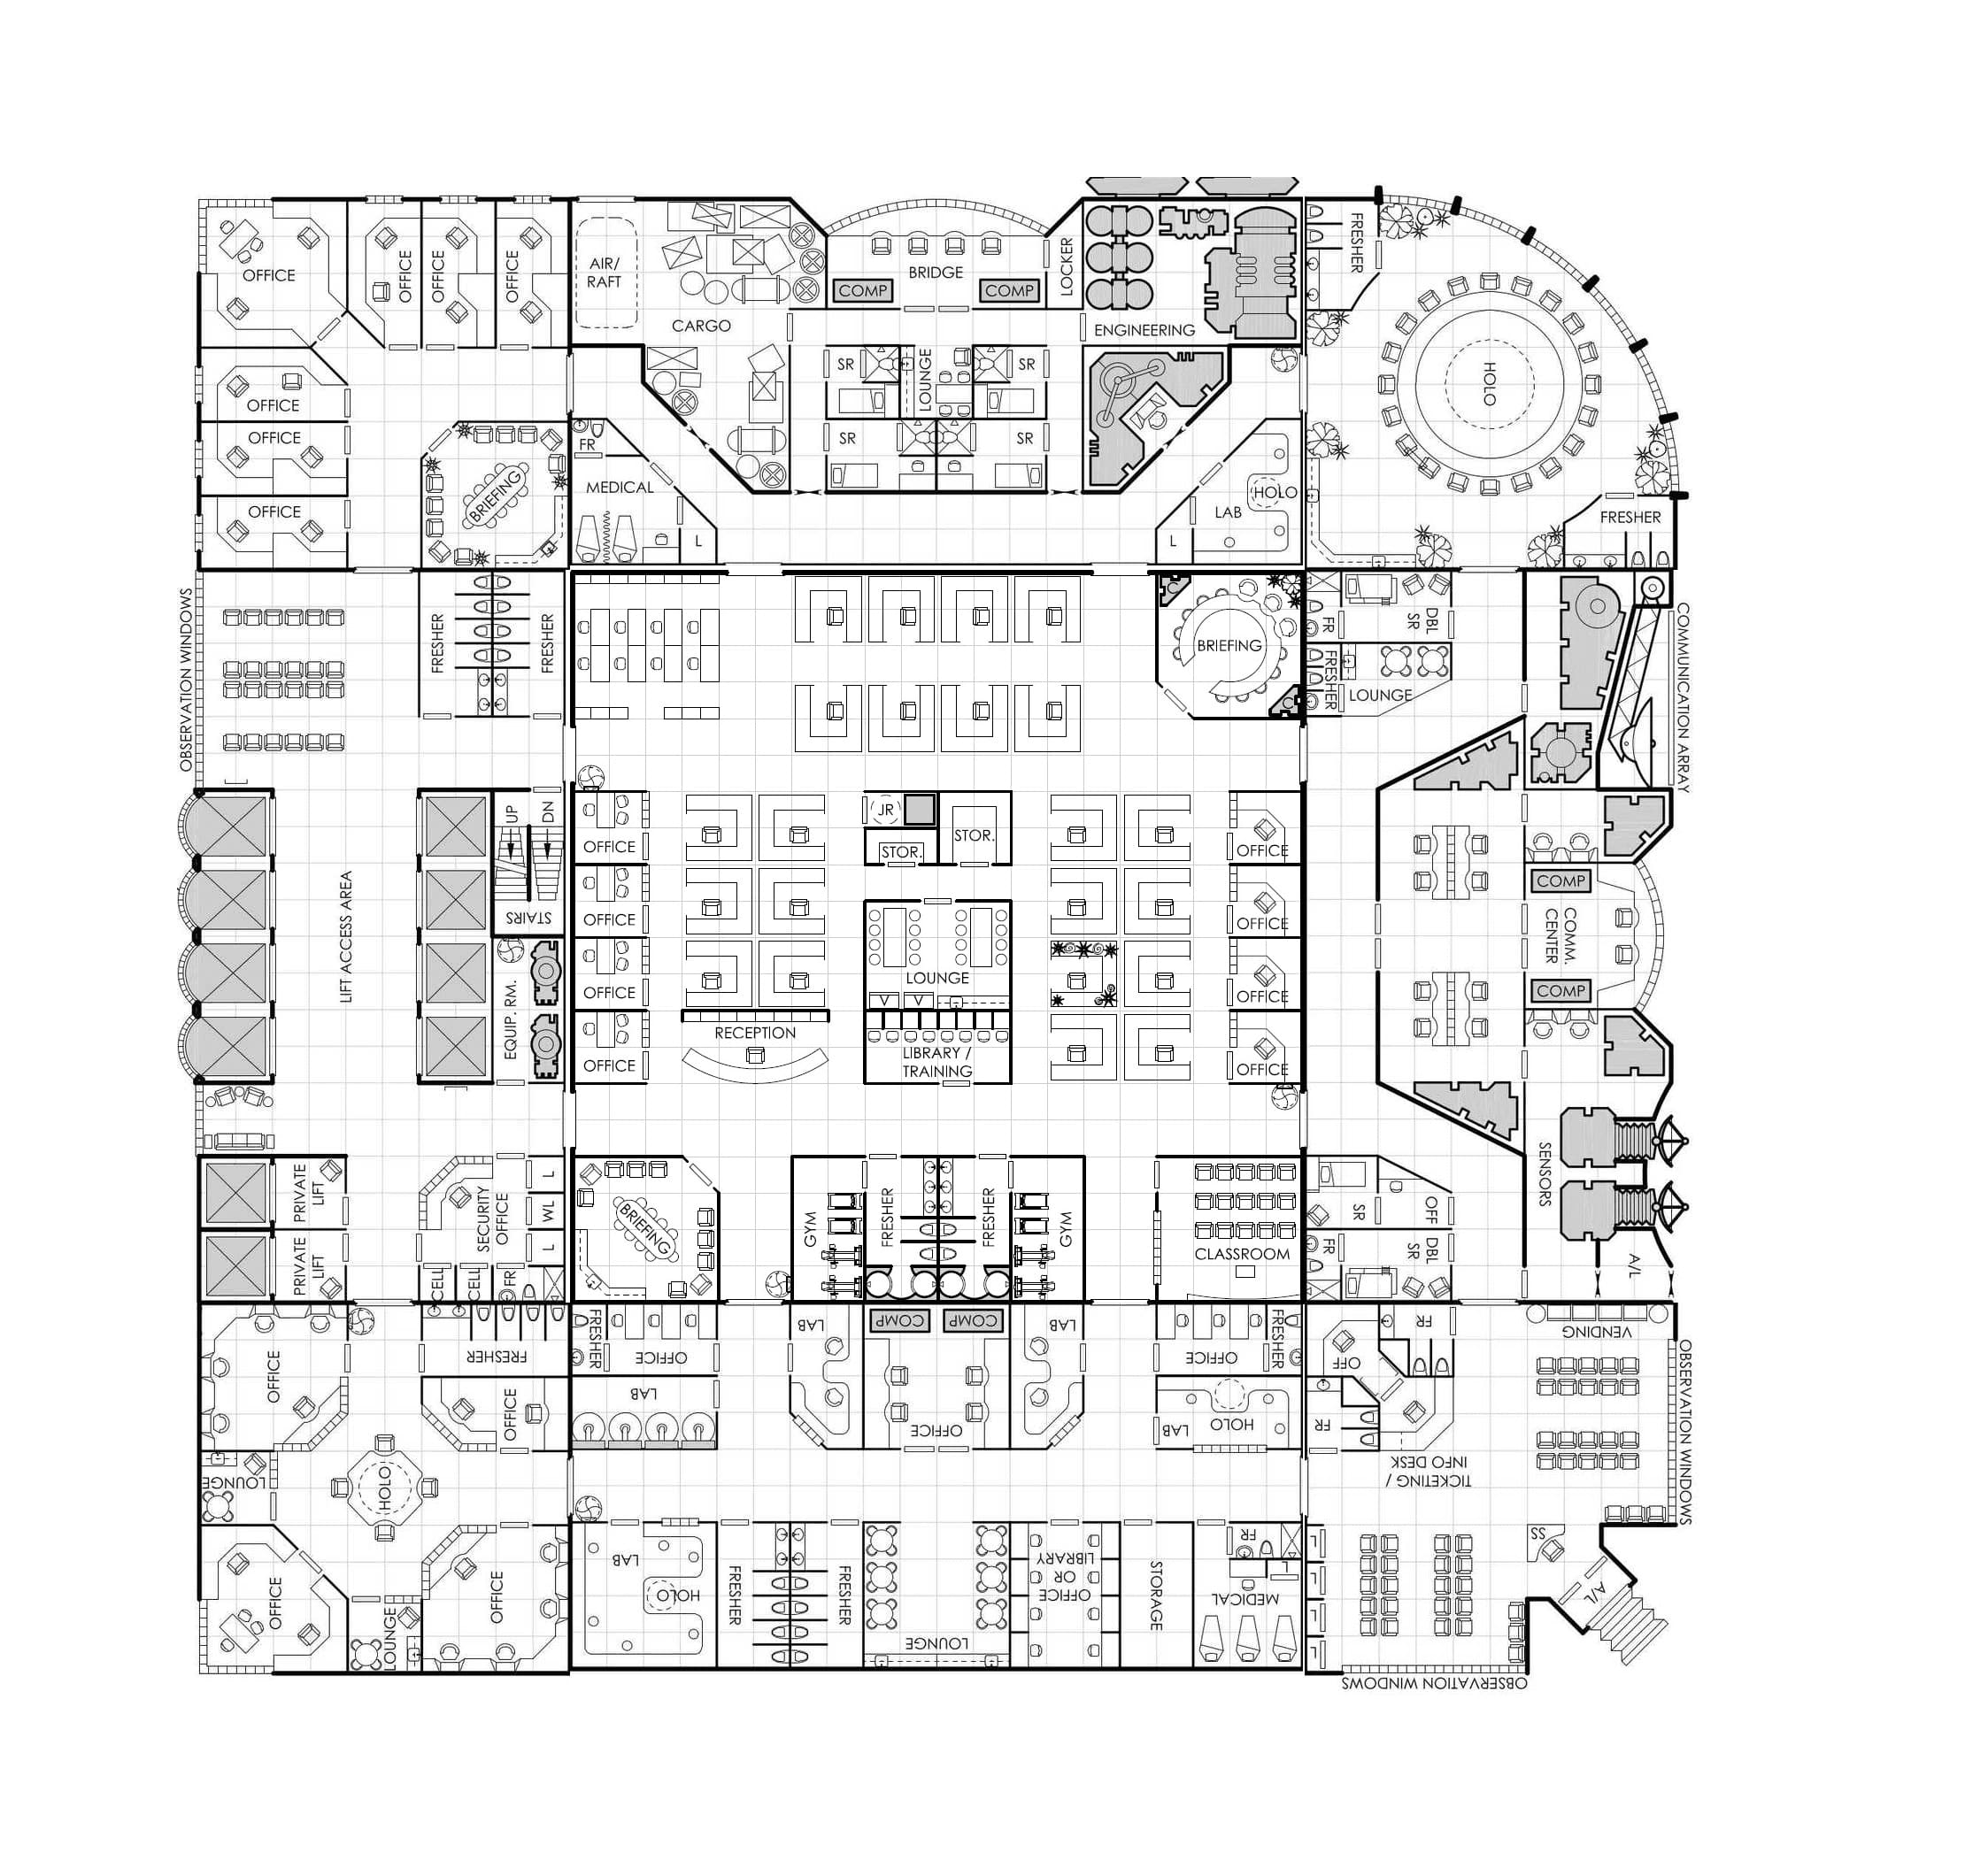 OFFICE
OFFICE
OFFICE
OFFICE
AIR/
RAFT
CARGO
COMP
BRIDGE
COMP
LOCKER
ENGINEERING
FRESHER
HOLO
OFFICE
OFFICE
OFFICE
BRIEFING
FR
MEDICAL
L
SR
LOUNGE
SR
SR
SR
LAB
HOLO
L
FRESHER
OBSERVATION WINDOWS
FRESHER
FRESHER
C
BRIEFING
C
FR
DBL
SR
FRESHER
LOUNGE
COMMUNICATION ARRAY
LIFT ACCESS AREA
UP
DN
STAIRS
EQUIP. RM.
OFFICE
OFFICE
OFFICE
OFFICE
RECEPTION
JR
STOR.
STOR.
LOUNGE
V
V
LIBRARY /
TRAINING
OFFICE
OFFICE
OFFICE
OFFICE
COMP
COMM.
CENTER
COMP
SENSORS
A/L
PRIVATE
LIFT
PRIVATE
LIFT
SECURITY
OFFICE
L
WL
L
CELL
CELL
FR
BRIEFING
GYM
FRESHER
FRESHER
GYM
CLASSROOM
SR
OFF
FR
DBL
SR
OFFICE
FRESHER
OFFICE
LOUNGE
HOLO
OFFICE
LOUNGE
OFFICE
FRESHER
OFFICE
LAB
LAB
COMP
COMP
OFFICE
LAB
OFFICE
FRESHER
LAB
HOLO
LAB
HOLO
FRESHER
FRESHER
LOUNGE
OFFICE
OR
LIBRARY
STORAGE
FR
L
MEDICAL
FR
OFF
FR
TICKETING /
INFO DESK
VENDING
OBSERVATION WINDOWS
L
L
L
L
SS
A/L
OBSERVATION WINDOWS